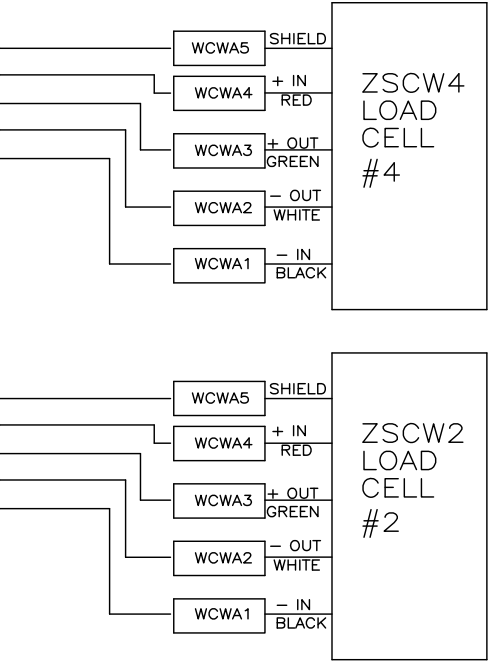 WCWA5 SHIELD
WCWA4 + IN
RED
WCWA3 + OUT
GREEN
WCWA2 - OUT
WHITE
WCWA1 - IN
BLACK
ZSCW4
LOAD
CELL
#4
WCWA5 SHIELD
WCWA4 + IN
RED
WCWA3 + OUT
GREEN
WCWA2 - OUT
WHITE
WCWA1 - IN
BLACK
ZSCW2
LOAD
CELL
#2